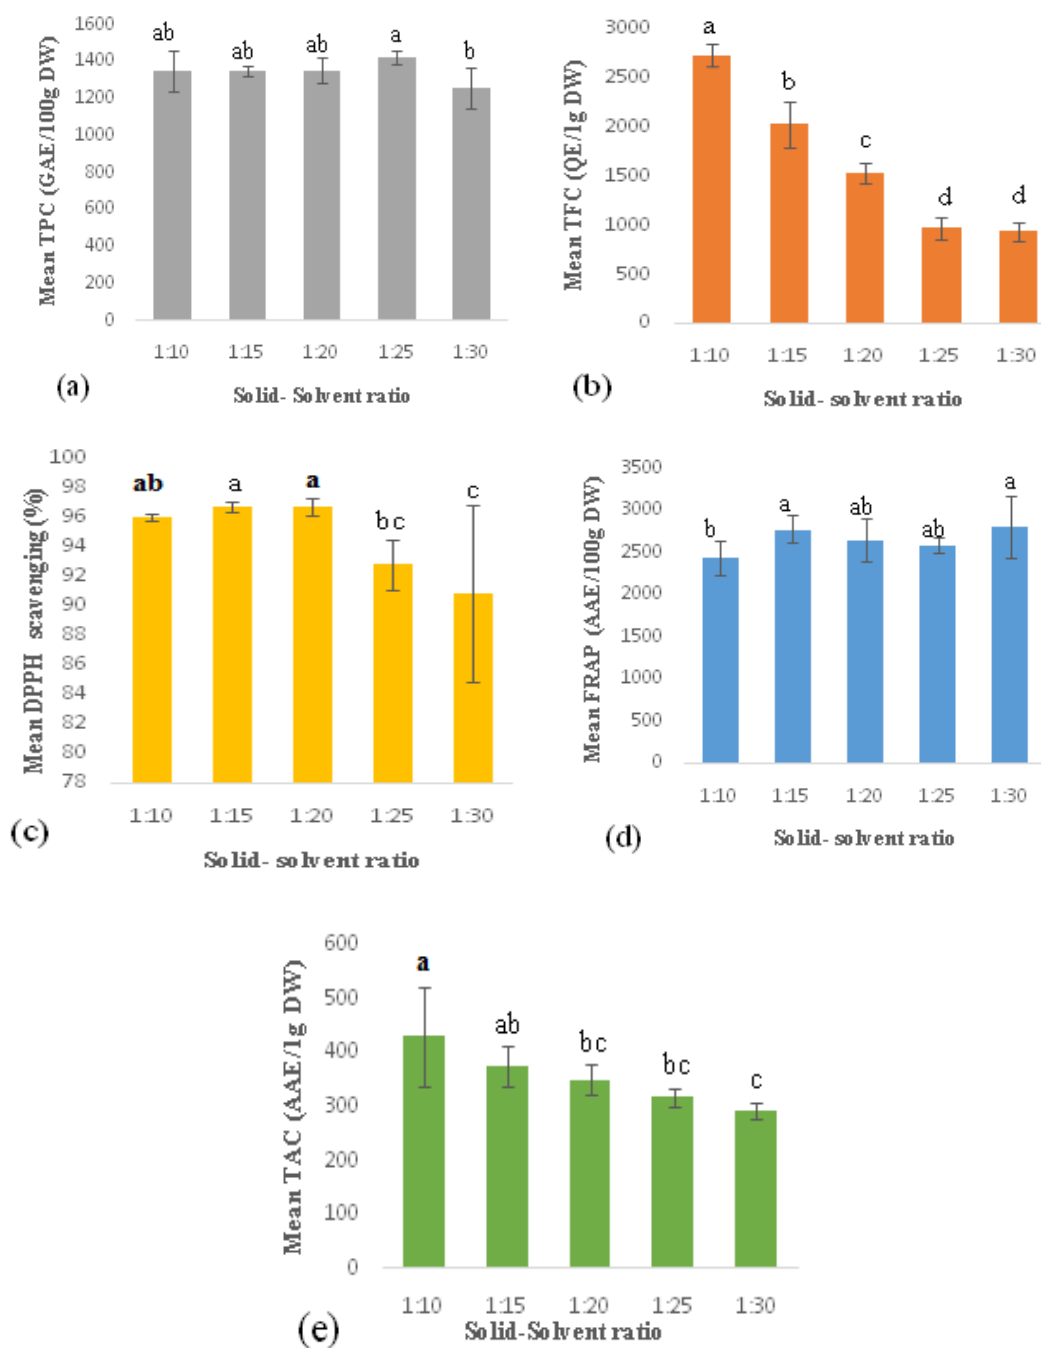 Mean TPC (GAE/100g DW)
1600
1400
1200
1000
800
600
400
200
0
ab
ab
ab
a
b
1:10 1:15 1:20 1:25 1:30
(a)
Solid- Solvent ratio
Mean TFC (QE/1g DW)
3000
2500
2000
1500
1000
500
0
a
b
c
d
d
1:10 1:15 1:20 1:25 1:30
(b)
Solid- solvent ratio
Mean DPPH scavenging (%)
100
98
96
94
92
90
88
86
84
82
80
78
ab
a
a
bc
c
1:10 1:15 1:20 1:25 1:30
(c)
Solid- solvent ratio
Mean FRAP (AAE/100g DW)
3500
3000
2500
2000
1500
1000
500
0
b
a
ab
ab
a
1:10 1:15 1:20 1:25 1:30
(d)
Solid- solvent ratio
Mean TAC (AAE/1g DW)
600
500
400
300
200
100
0
a
ab
bc
bc
c
1:10 1:15 1:20 1:25 1:30
(e)
Solid-Solvent ratio